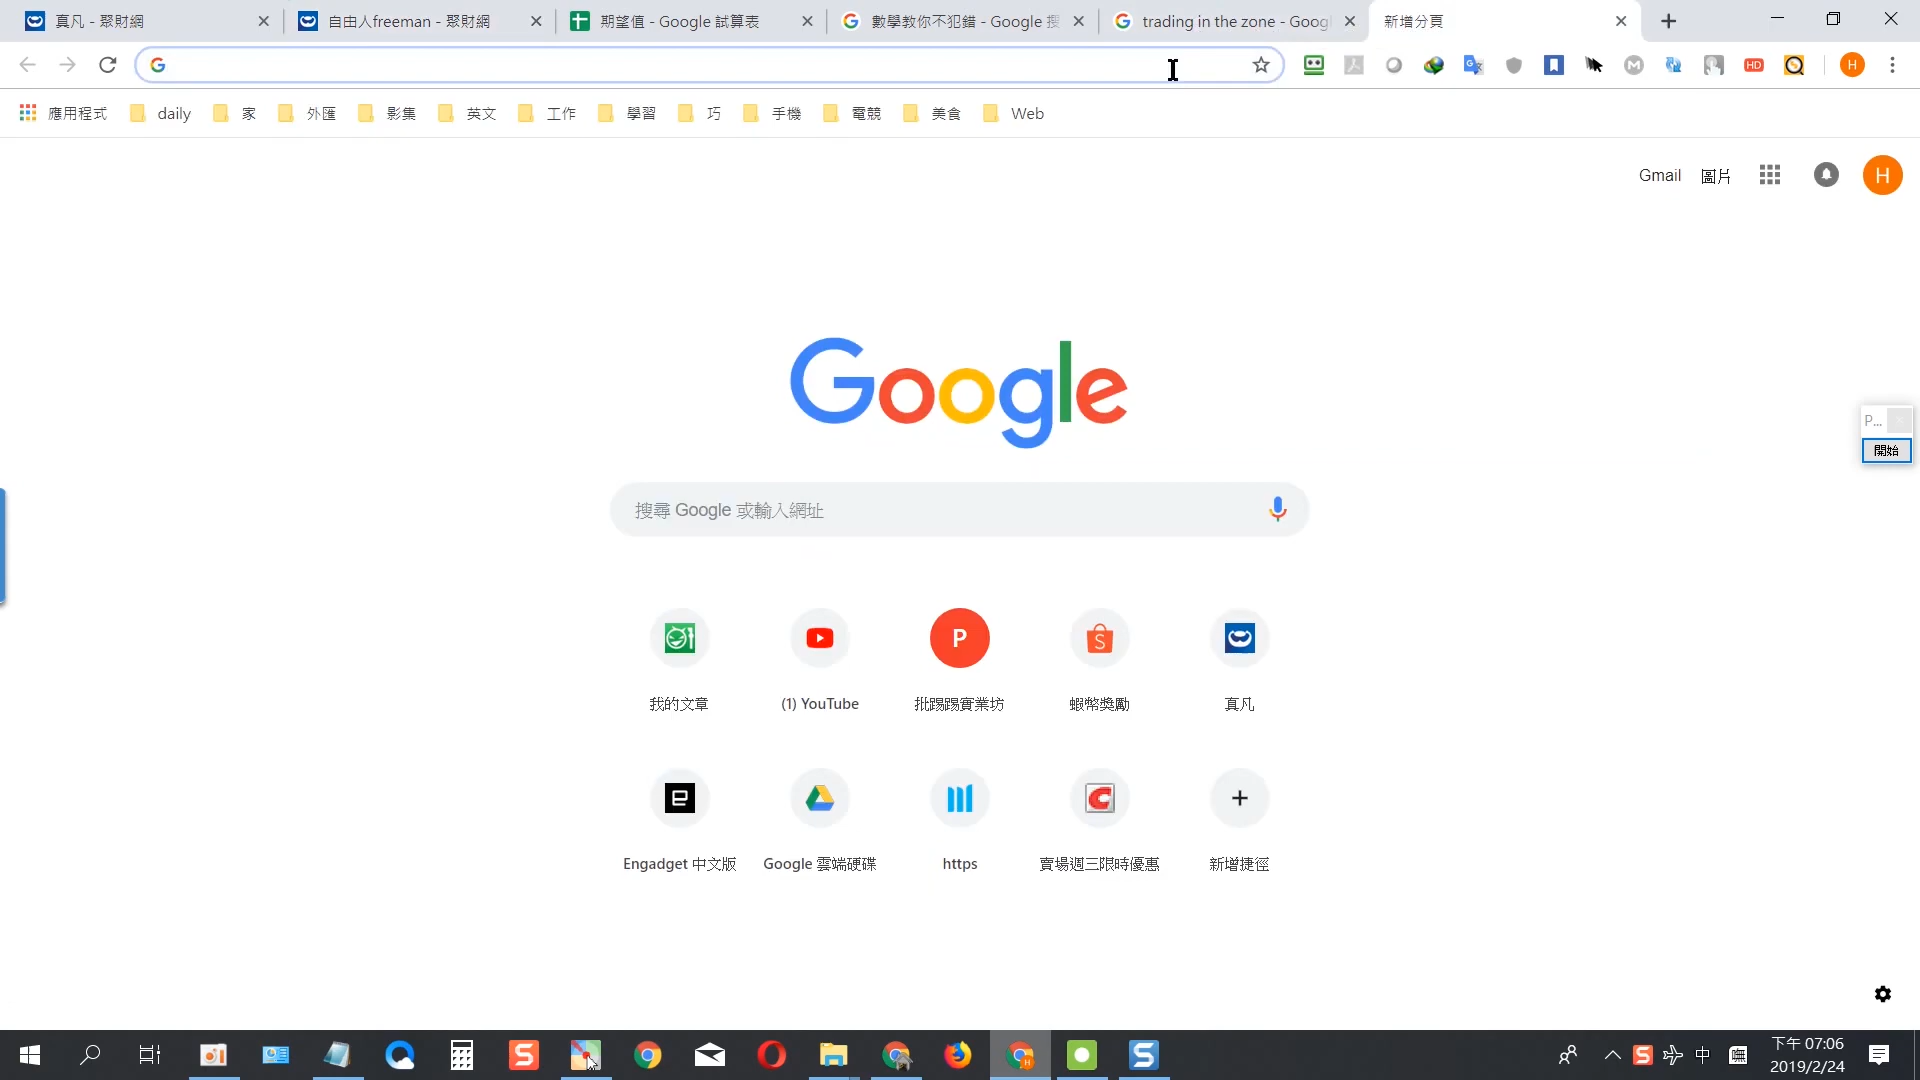 真凡 - 聚財網
自由人freeman - 聚財網
期望值 - Google 試算表
數學教你不犯錯 - Google 搜
trading in the zone - Googl
新增分頁
應用程式
daily
家
外匯
影集
英文
工作
學習
巧
手機
電競
美食
Web
HD
H
Gmail
圖片
H
Google
P...
開始
搜尋 Google 或輸入網址
我的文章
(1) YouTube
P
批踢踢實業坊
蝦幣獎勵
真凡
Engadget 中文版
Google 雲端硬碟
https
賣場週三限時優惠
新增捷徑
中
下午 07:06
2019/2/24